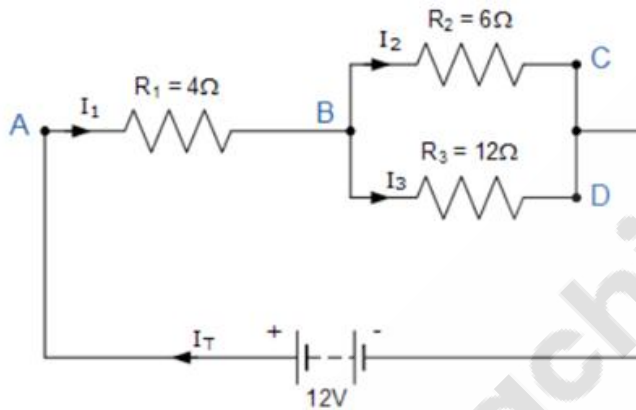 R₂ = 6Ω
I₂
C
R₁ = 4Ω
A
I₁
B
R₃ = 12Ω
I₃
D
+
-
I_T
12V